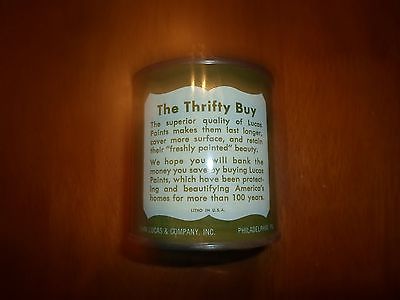 The Thrifty Buy
The superior quality of Lucas
Paints makes them last longer,
cover more surface, and retain
their "freshly painted" beauty.
We hope you will bank the
money you save by buying Lucas
Paints, which have been protect-
ing and beautifying America's
homes for more than 100 years.
LITHO IN U.S.A.
LUCAS & COMPANY, INC. PHILADELPHIA